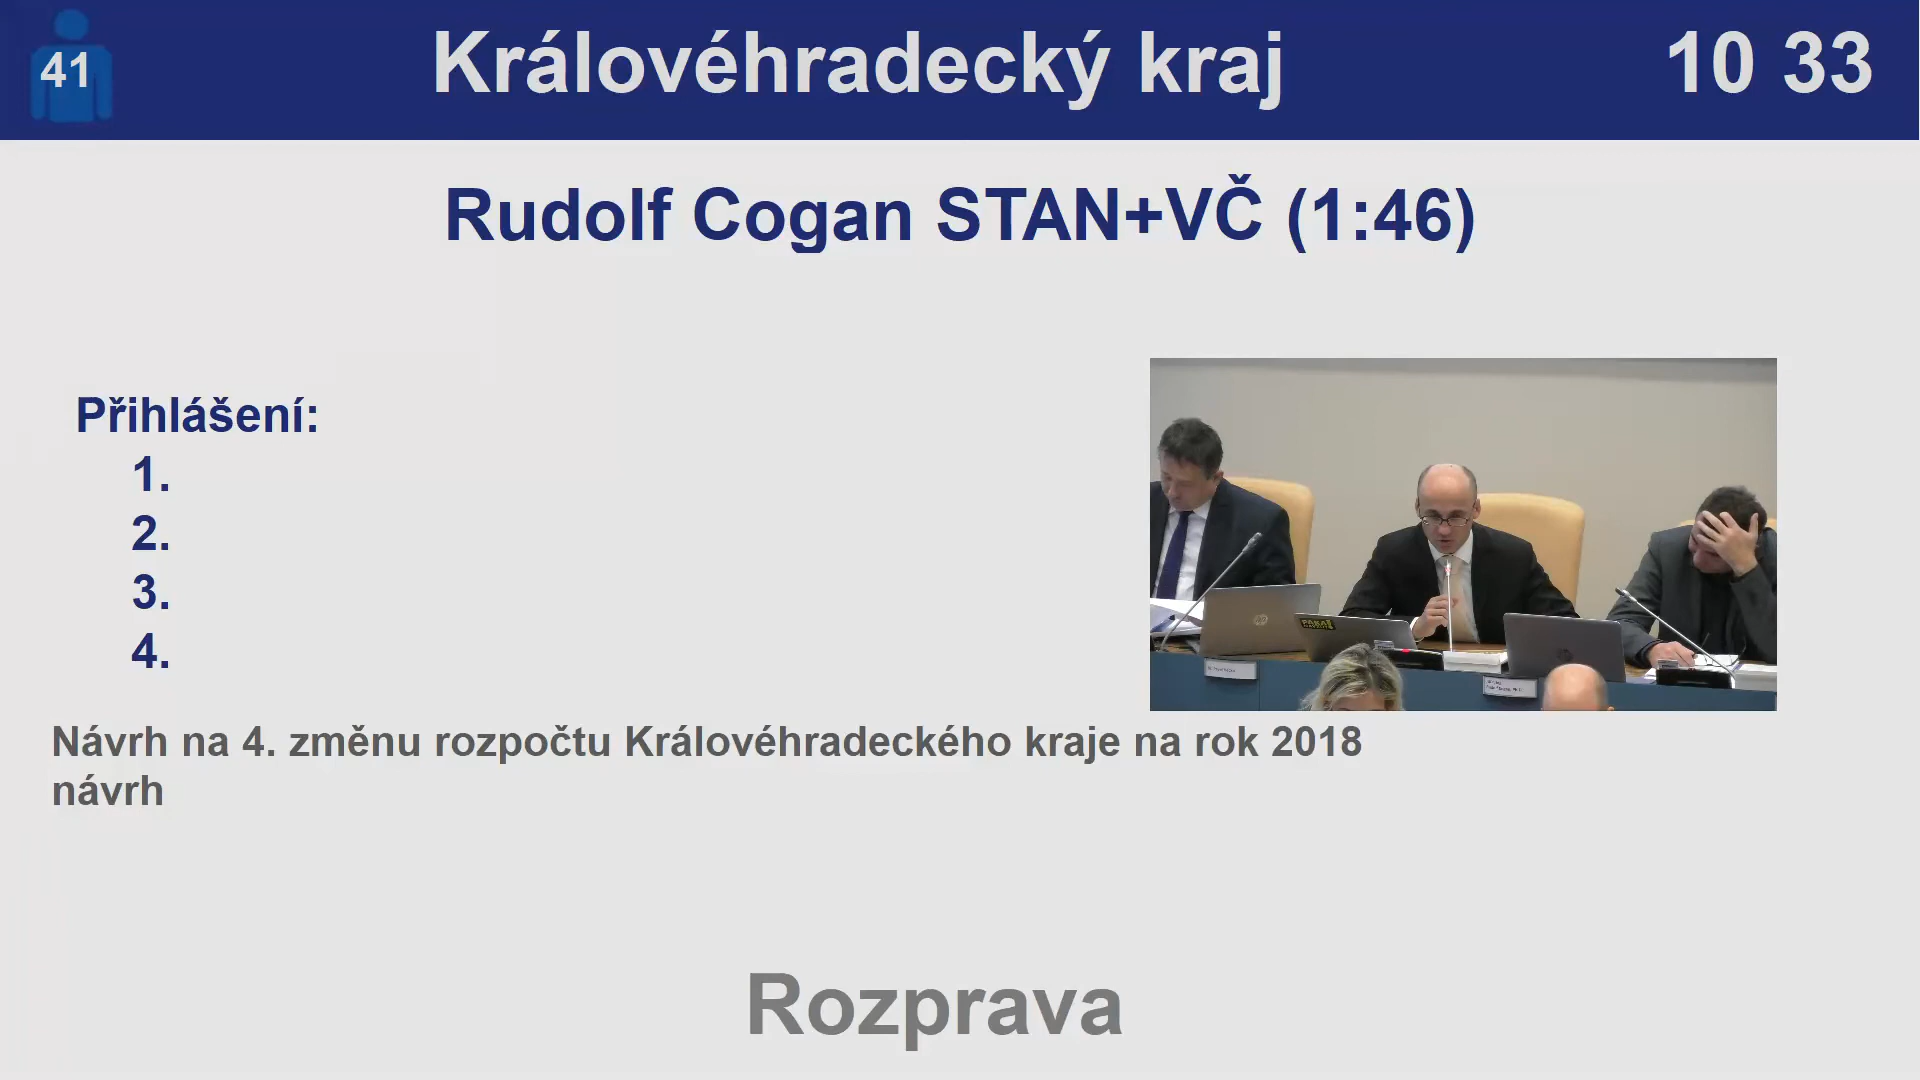 41
Královéhradecký kraj
10 33
Rudolf Cogan STAN+VČ (1:46)
Přihlášení:
1.
2.
3.
4.
Návrh na 4. změnu rozpočtu Královéhradeckého kraje na rok 2018
návrh
Rozprava